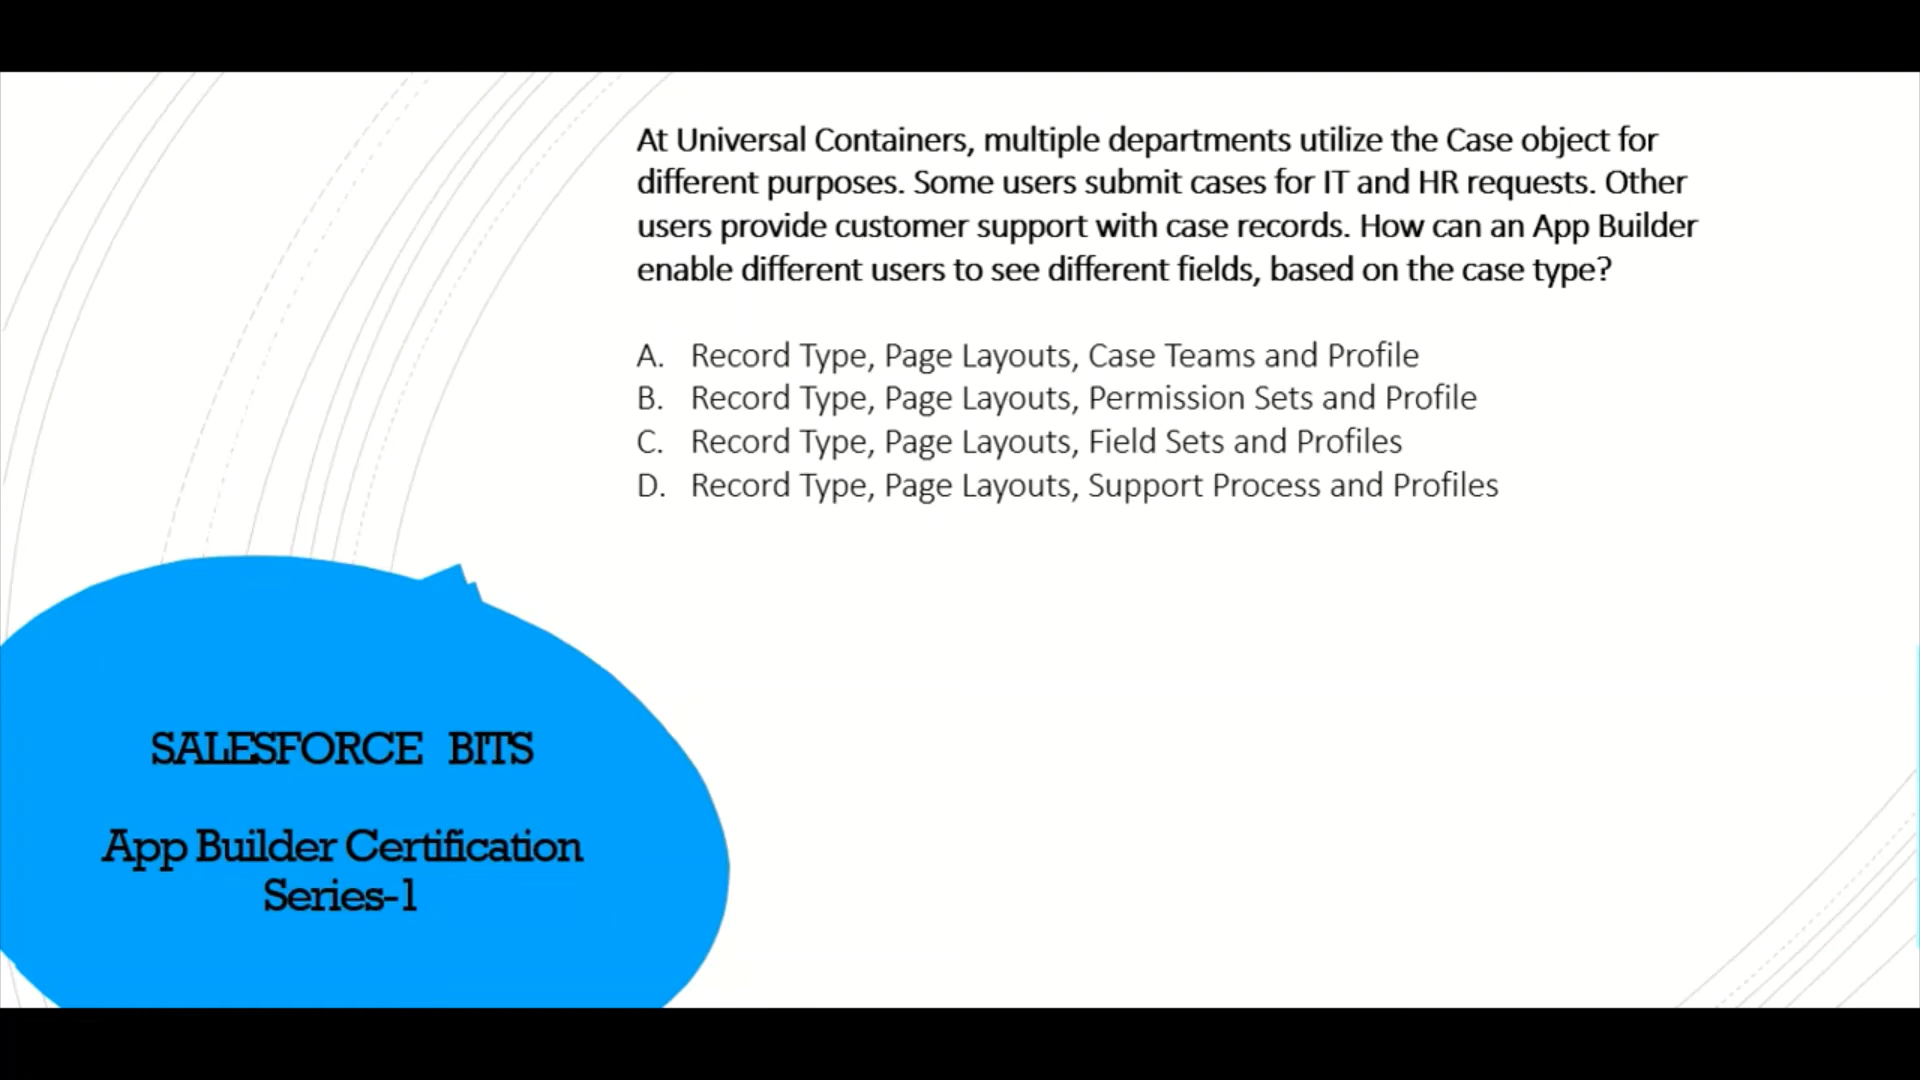 At Universal Containers, multiple departments utilize the Case object for
different purposes. Some users submit cases for IT and HR requests. Other
users provide customer support with case records. How can an App Builder
enable different users to see different fields, based on the case type?
A. Record Type, Page Layouts, Case Teams and Profile
B. Record Type, Page Layouts, Permission Sets and Profile
C. Record Type, Page Layouts, Field Sets and Profiles
D. Record Type, Page Layouts, Support Process and Profiles
SALESFORCE BITS
App Builder Certification
Series-1